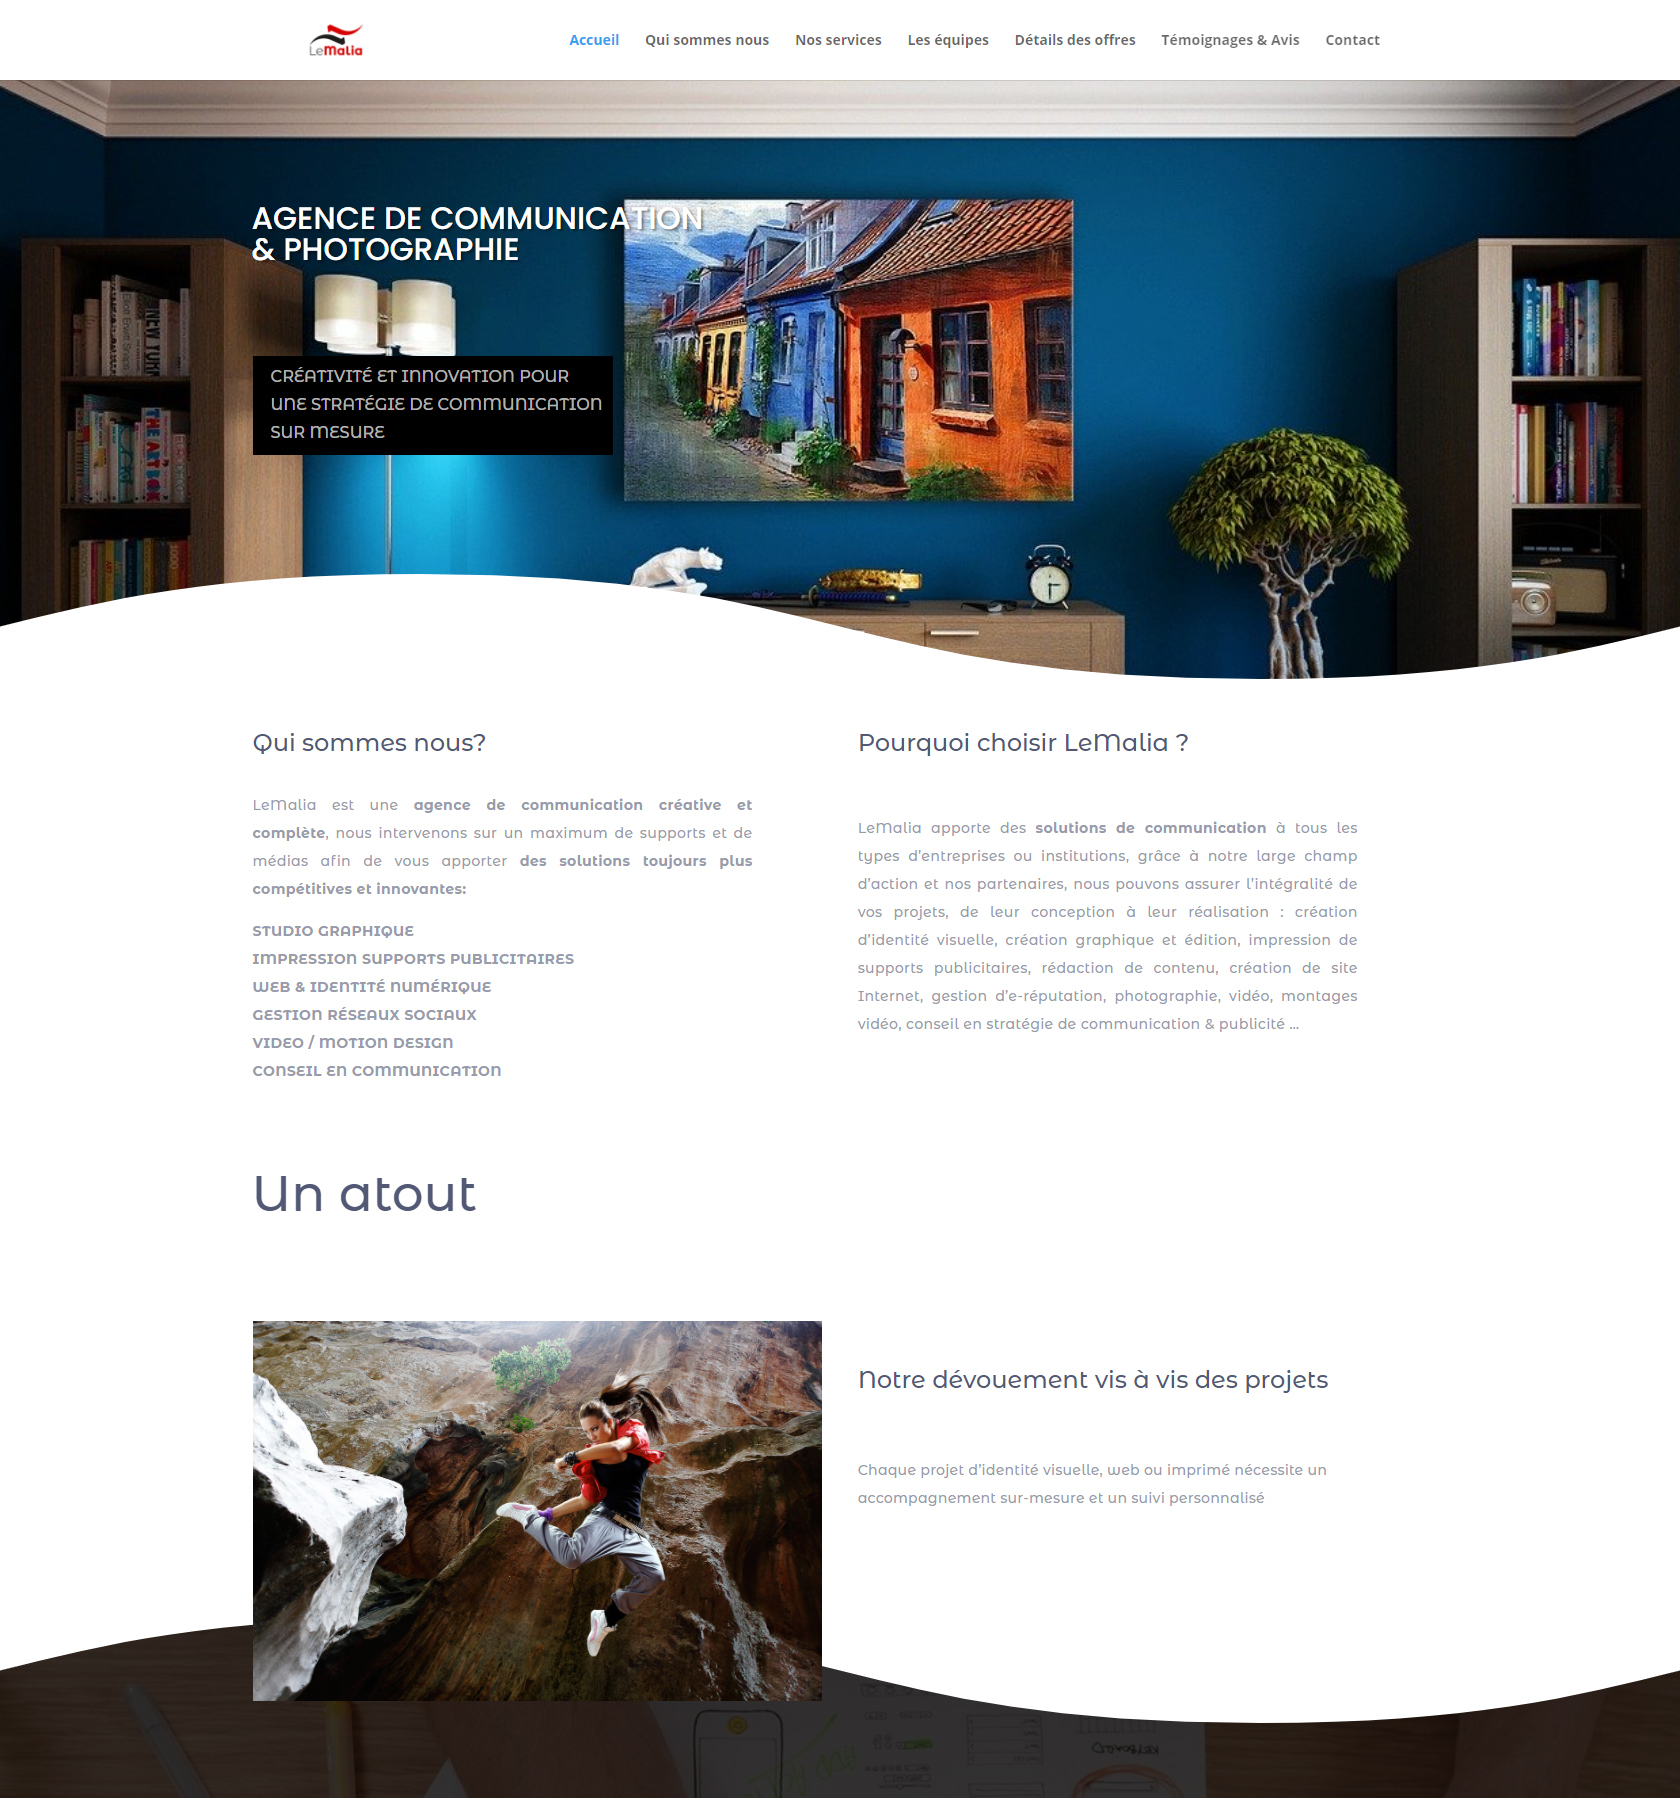 LeMalia
Accueil
Qui sommes nous
Nos services
Les équipes
Détails des offres
Témoignages & Avis
Contact
AGENCE DE COMMUNICATION
& PHOTOGRAPHIE
CRÉATIVITÉ ET INNOVATION POUR
UNE STRATÉGIE DE COMMUNICATION
SUR MESURE
Qui sommes nous?
LeMalia est une agence de communication créative et
complète, nous intervenons sur un maximum de supports et de
médias afin de vous apporter des solutions toujours plus
compétitives et innovantes:
STUDIO GRAPHIQUE
IMPRESSION SUPPORTS PUBLICITAIRES
WEB & IDENTITÉ NUMÉRIQUE
GESTION RÉSEAUX SOCIAUX
VIDEO / MOTION DESIGN
CONSEIL EN COMMUNICATION
Pourquoi choisir LeMalia ?
LeMalia apporte des solutions de communication à tous les
types d'entreprises ou institutions, grâce à notre large champ
d'action et nos partenaires, nous pouvons assurer l'intégralité de
vos projets, de leur conception à leur réalisation : création
d'identité visuelle, création graphique et édition, impression de
supports publicitaires, rédaction de contenu, création de site
Internet, gestion d'e-réputation, photographie, vidéo, montages
vidéo, conseil en stratégie de communication & publicité ...
Un atout
Notre dévouement vis à vis des projets
Chaque projet d'identité visuelle, web ou imprimé nécessite un
accompagnement sur-mesure et un suivi personnalisé
KEYBOARD